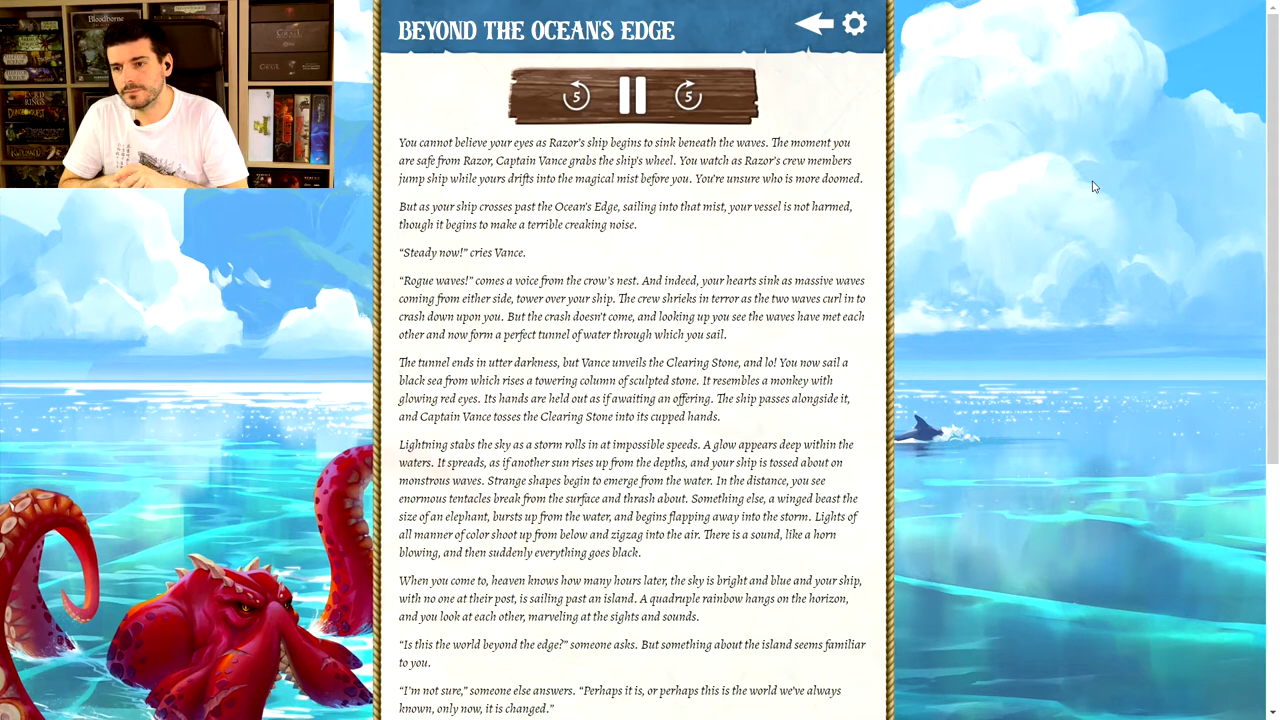 BEYOND THE OCEAN'S EDGE
5
5
You cannot believe your eyes as Razor's ship begins to sink beneath the waves. The moment you
are safe from Razor, Captain Vance grabs the ship's wheel. You watch as Razor's crew members
jump ship while yours drifts into the magical mist before you. You're unsure who is more doomed.
But as your ship crosses past the Ocean's Edge, sailing into that mist, your vessel is not harmed,
though it begins to make a terrible creaking noise.
“Steady now!” cries Vance.
“Rogue waves!” comes a voice from the crow's nest. And indeed, your hearts sink as massive waves
coming from either side, tower over your ship. The crew shrieks in terror as the two waves curl in to
crash down upon you. But the crash doesn't come, and looking up you see the waves have met each
other and now form a perfect tunnel of water through which you sail.
The tunnel ends in utter darkness, but Vance unveils the Clearing Stone, and lo! You now sail a
black sea from which rises a towering column of sculpted stone. It resembles a monkey with
glowing red eyes. Its hands are held out as if awaiting an offering. The ship passes alongside it,
and Captain Vance tosses the Clearing Stone into its cupped hands.
Lightning stabs the sky as a storm rolls in at impossible speeds. A glow appears deep within the
waters. It spreads, as if another sun rises up from the depths, and your ship is tossed about on
monstrous waves. Strange shapes begin to emerge from the water. In the distance, you see
enormous tentacles break from the surface and thrash about. Something else, a winged beast the
size of an elephant, bursts up from the water, and begins flapping away into the storm. Lights of
all manner of color shoot up from below and zigzag into the air. There is a sound, like a horn
blowing, and then suddenly everything goes black.
When you come to, heaven knows how many hours later, the sky is bright and blue and your ship,
with no one at their post, is sailing past an island. A quadruple rainbow hangs on the horizon,
and you look at each other, marveling at the sights and sounds.
“Is this the world beyond the edge?” someone asks. But something about the island seems familiar
to you.
“I'm not sure,” someone else answers. “Perhaps it is, or perhaps this is the world we've always
known, only now, it is changed.”
Bloodborne
LORD
RINGS